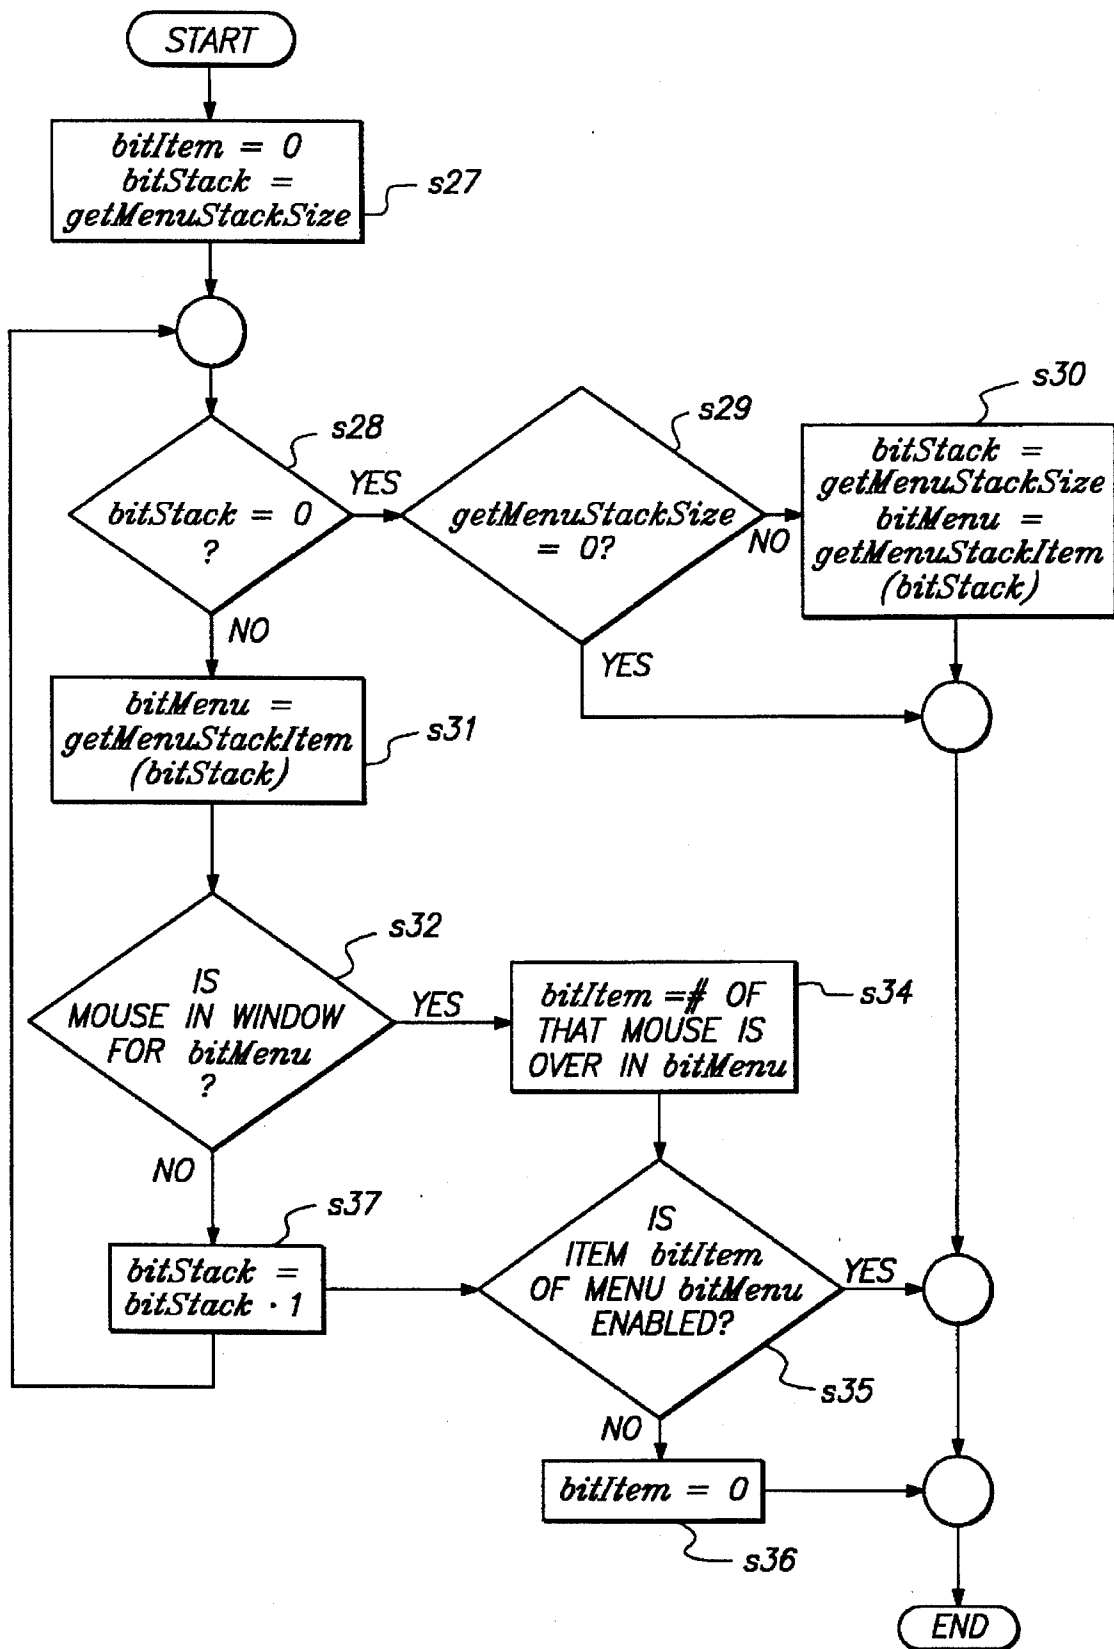 START
bitItem = 0
bitStack =
getMenuStackSize
s27
s28
bitStack = 0
?
YES
NO
s29
getMenuStackSize
= 0?
NO
YES
s30
bitStack =
getMenuStackSize
bitMenu =
getMenuStackItem
(bitStack)
bitMenu =
getMenuStackItem
(bitStack)
s31
s32
IS
MOUSE IN WINDOW
FOR bitMenu
?
YES
NO
bitItem =# OF
THAT MOUSE IS
OVER IN bitMenu
s34
s37
bitStack =
bitStack · 1
IS
ITEM bitItem
OF MENU bitMenu
ENABLED?
YES
s35
NO
bitItem = 0
s36
END